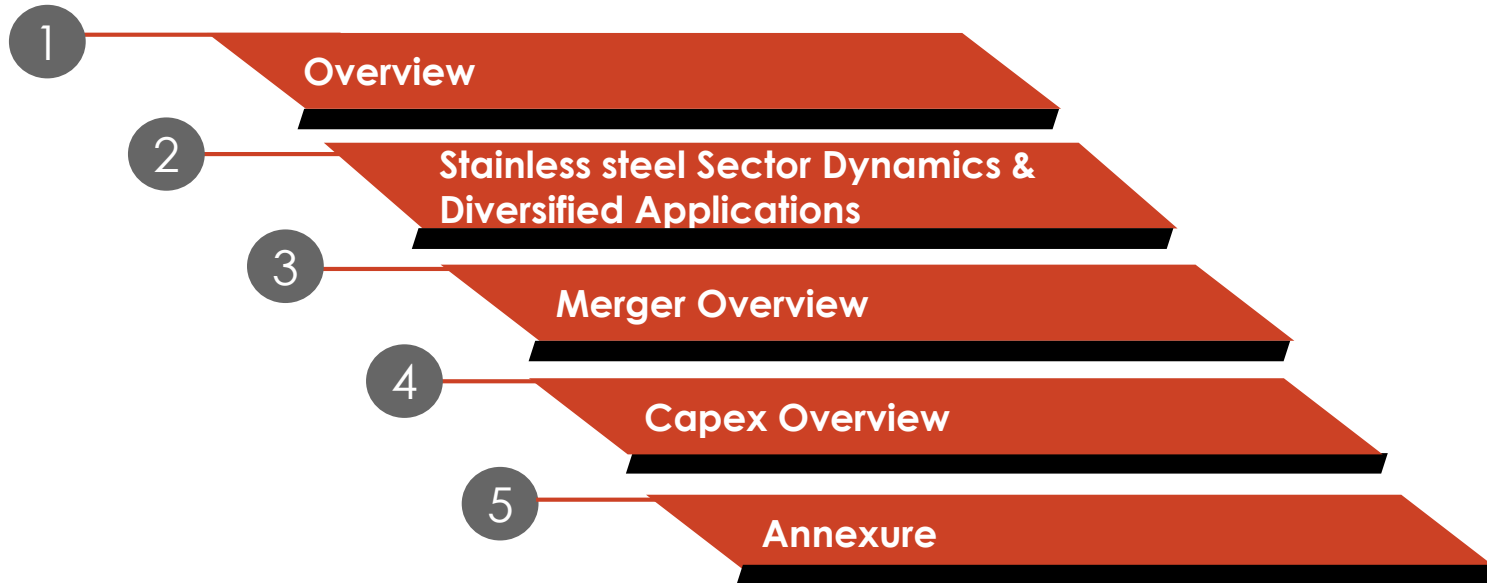 1
Overview
2
Stainless steel Sector Dynamics &
Diversified Applications
3
Merger Overview
4
Capex Overview
5
Annexure